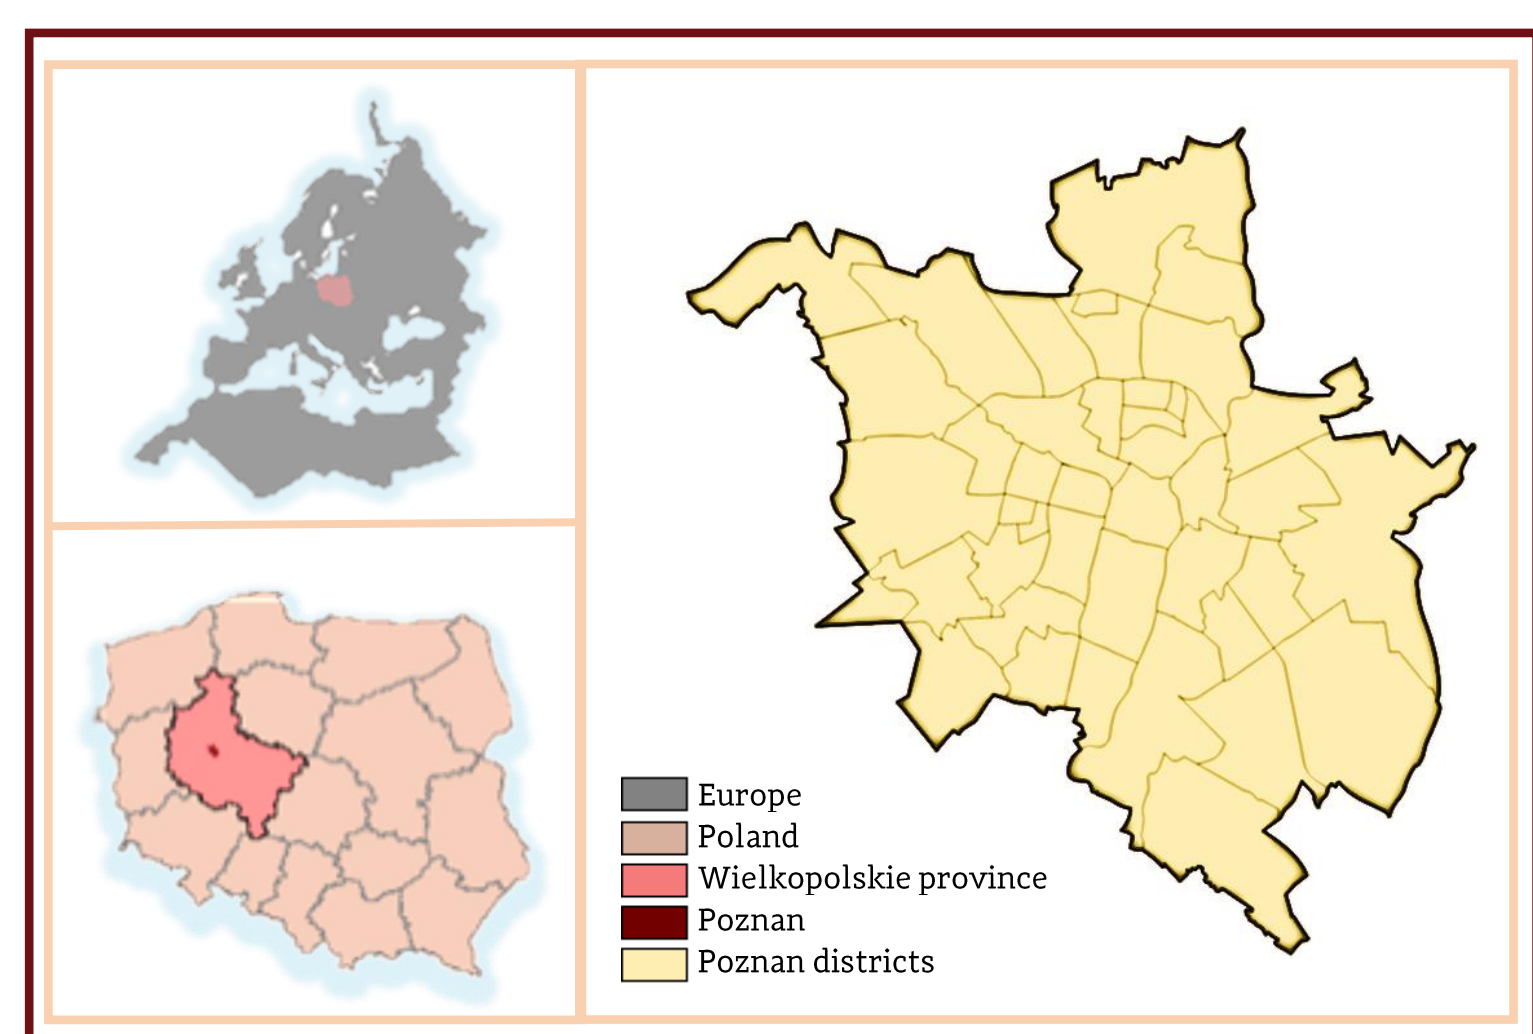 Europe
Poland
Wielkopolskie province
Poznan
Poznan districts